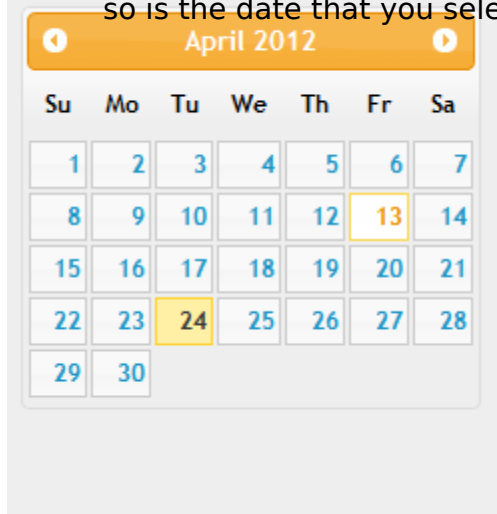 so is the date that you sele
April 2012
Su Mo Tu We Th Fr Sa
1 2 3 4 5 6 7
8 9 10 11 12 13 14
15 16 17 18 19 20 21
22 23 24 25 26 27 28
29 30